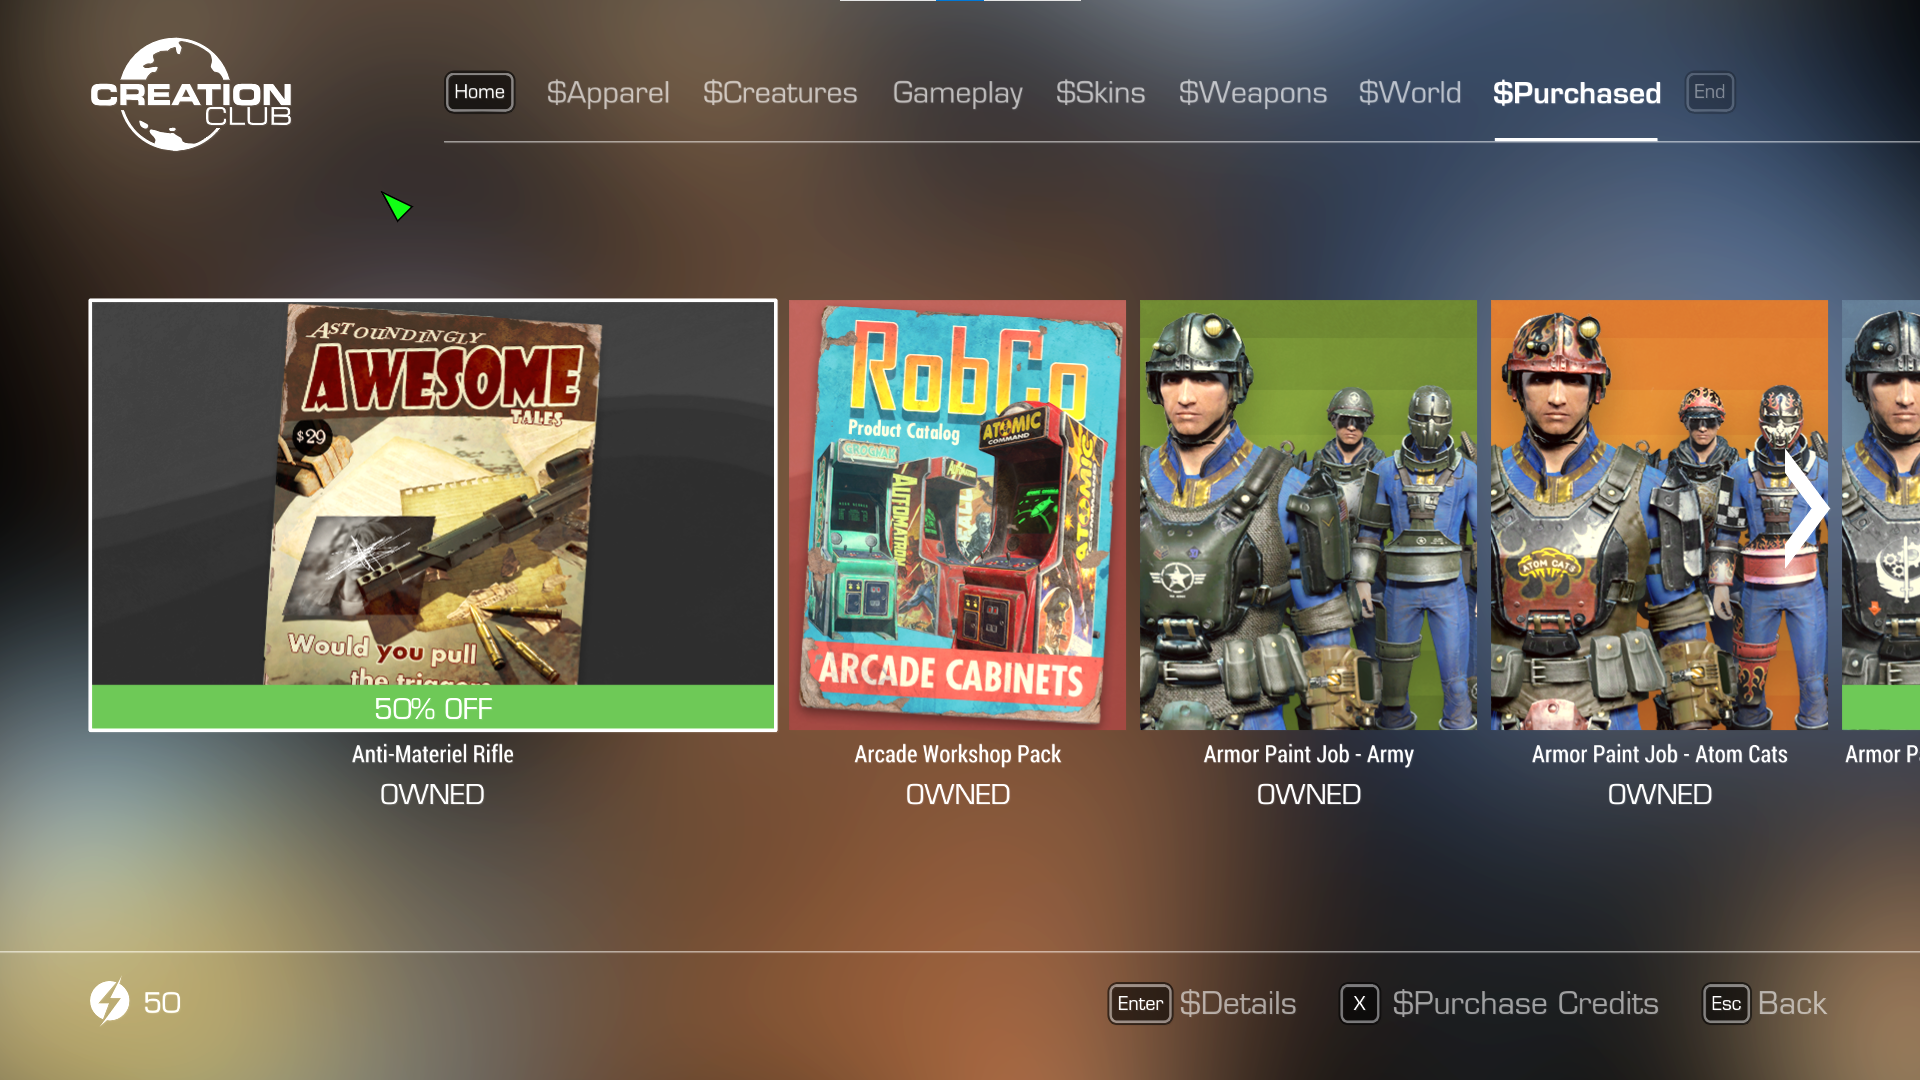 CREATION
CLUB
Home $Apparel $Creatures Gameplay $Skins $Weapons $World $Purchased End
ASTOUNDINGLY
AWESOME
TALES
$29
Would you pull
the trigger
50% OFF
Anti-Materiel Rifle
OWNED
RobCo
Product Catalog
ATOMIC
COMMAND
GROGNAK
AUTOMATRON
ATOMIC
ARCADE CABINETS
Arcade Workshop Pack
OWNED
Armor Paint Job - Army
OWNED
ATOM CATS
Armor Paint Job - Atom Cats
OWNED
Armor P
50
Enter $Details X $Purchase Credits Esc Back